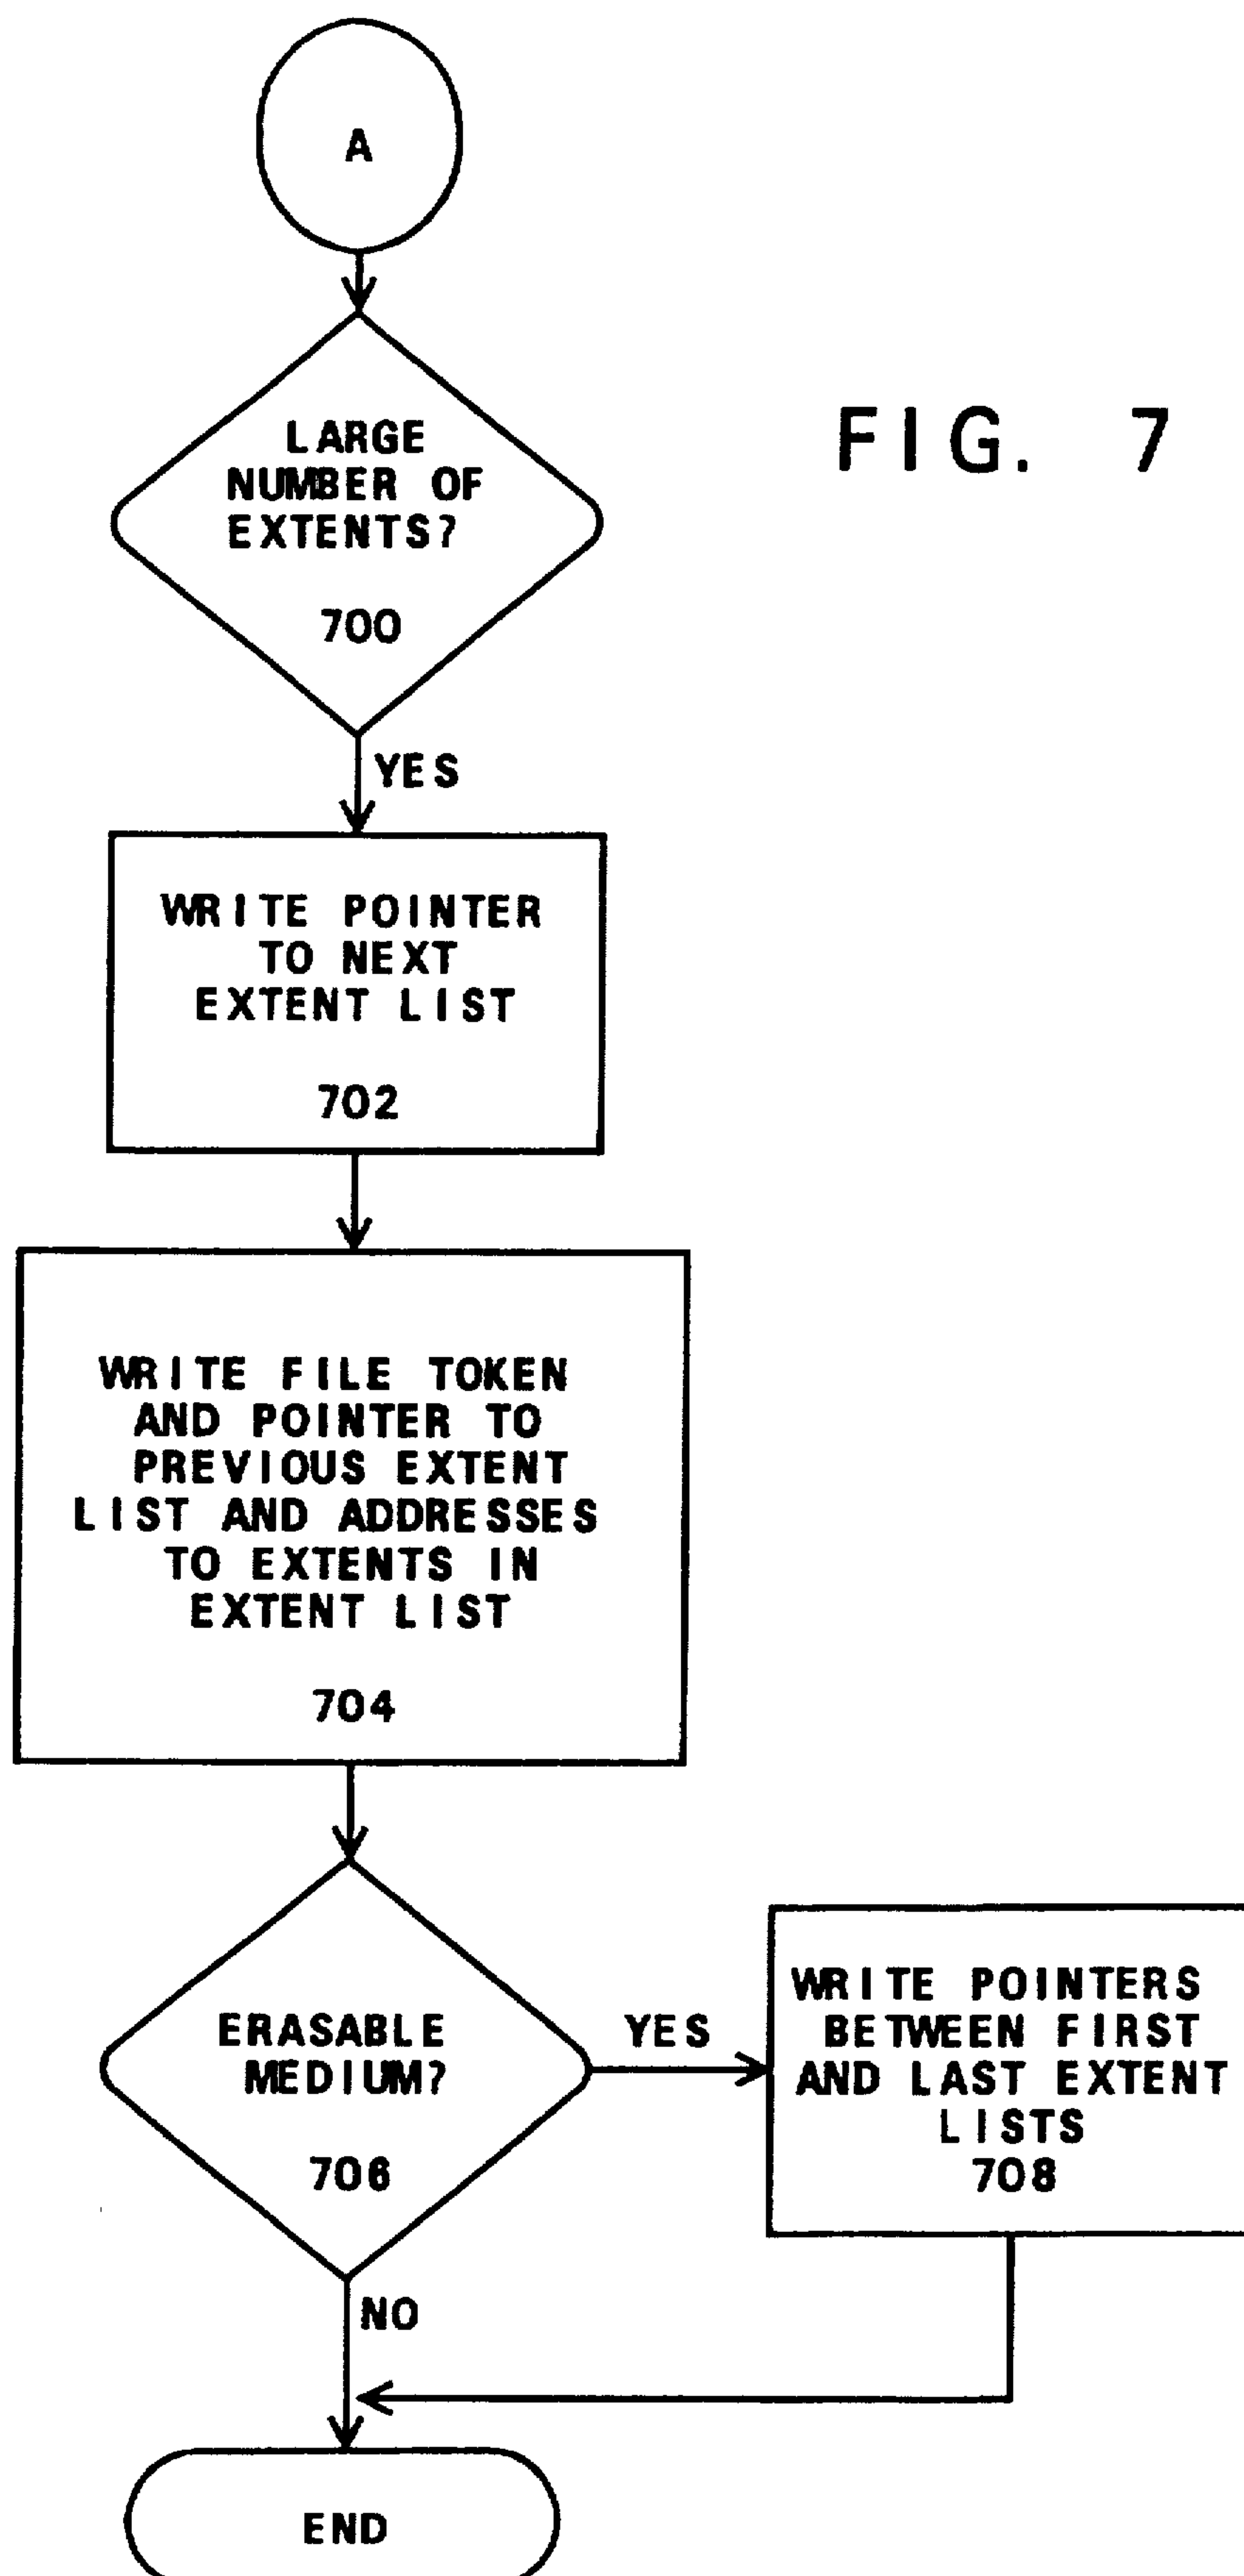 A
LARGE
NUMBER OF
EXTENTS?
700
FIG. 7
YES
WRITE POINTER
TO NEXT
EXTENT LIST
702
WRITE FILE TOKEN
AND POINTER TO
PREVIOUS EXTENT
LIST AND ADDRESSES
TO EXTENTS IN
EXTENT LIST
704
ERASABLE
MEDIUM?
706
YES
WRITE POINTERS
BETWEEN FIRST
AND LAST EXTENT
LISTS
708
NO
END